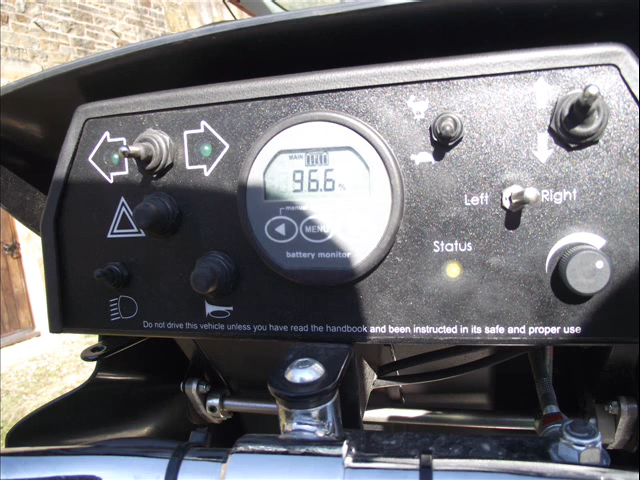 MAIN
96.6 %
MENU
battery monitor
Left Right
Status
Do not drive this vehicle unless you have read the handbook and been instructed in its safe and proper use